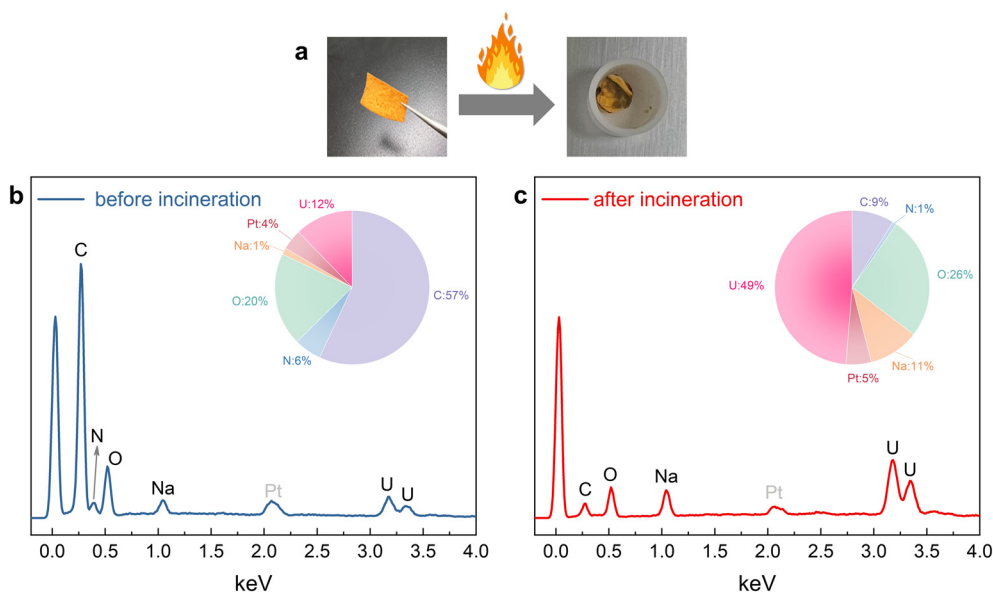 a
b
before incineration
C
N
O
Na
Pt
U
U
U:12%
Pt:4%
Na:1%
O:20%
N:6%
C:57%
0.0 0.5 1.0 1.5 2.0 2.5 3.0 3.5 4.0
keV
c
after incineration
C
O
Na
Pt
U
U
C:9%
N:1%
O:26%
Na:11%
Pt:5%
U:49%
0.0 0.5 1.0 1.5 2.0 2.5 3.0 3.5 4.0
keV